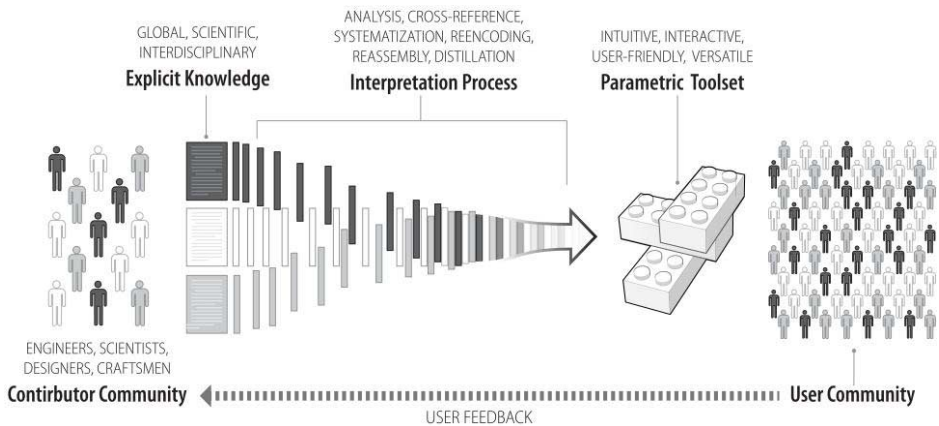 GLOBAL, SCIENTIFIC,
INTERDISCIPLINARY
Explicit Knowledge
ANALYSIS, CROSS-REFERENCE,
SYSTEMATIZATION, REENCODING,
REASSEMBLY, DISTILLATION
Interpretation Process
INTUITIVE, INTERACTIVE,
USER-FRIENDLY, VERSATILE
Parametric Toolset
ENGINEERS, SCIENTISTS,
DESIGNERS, CRAFTSMEN
Contirbutor Community
User Community
USER FEEDBACK